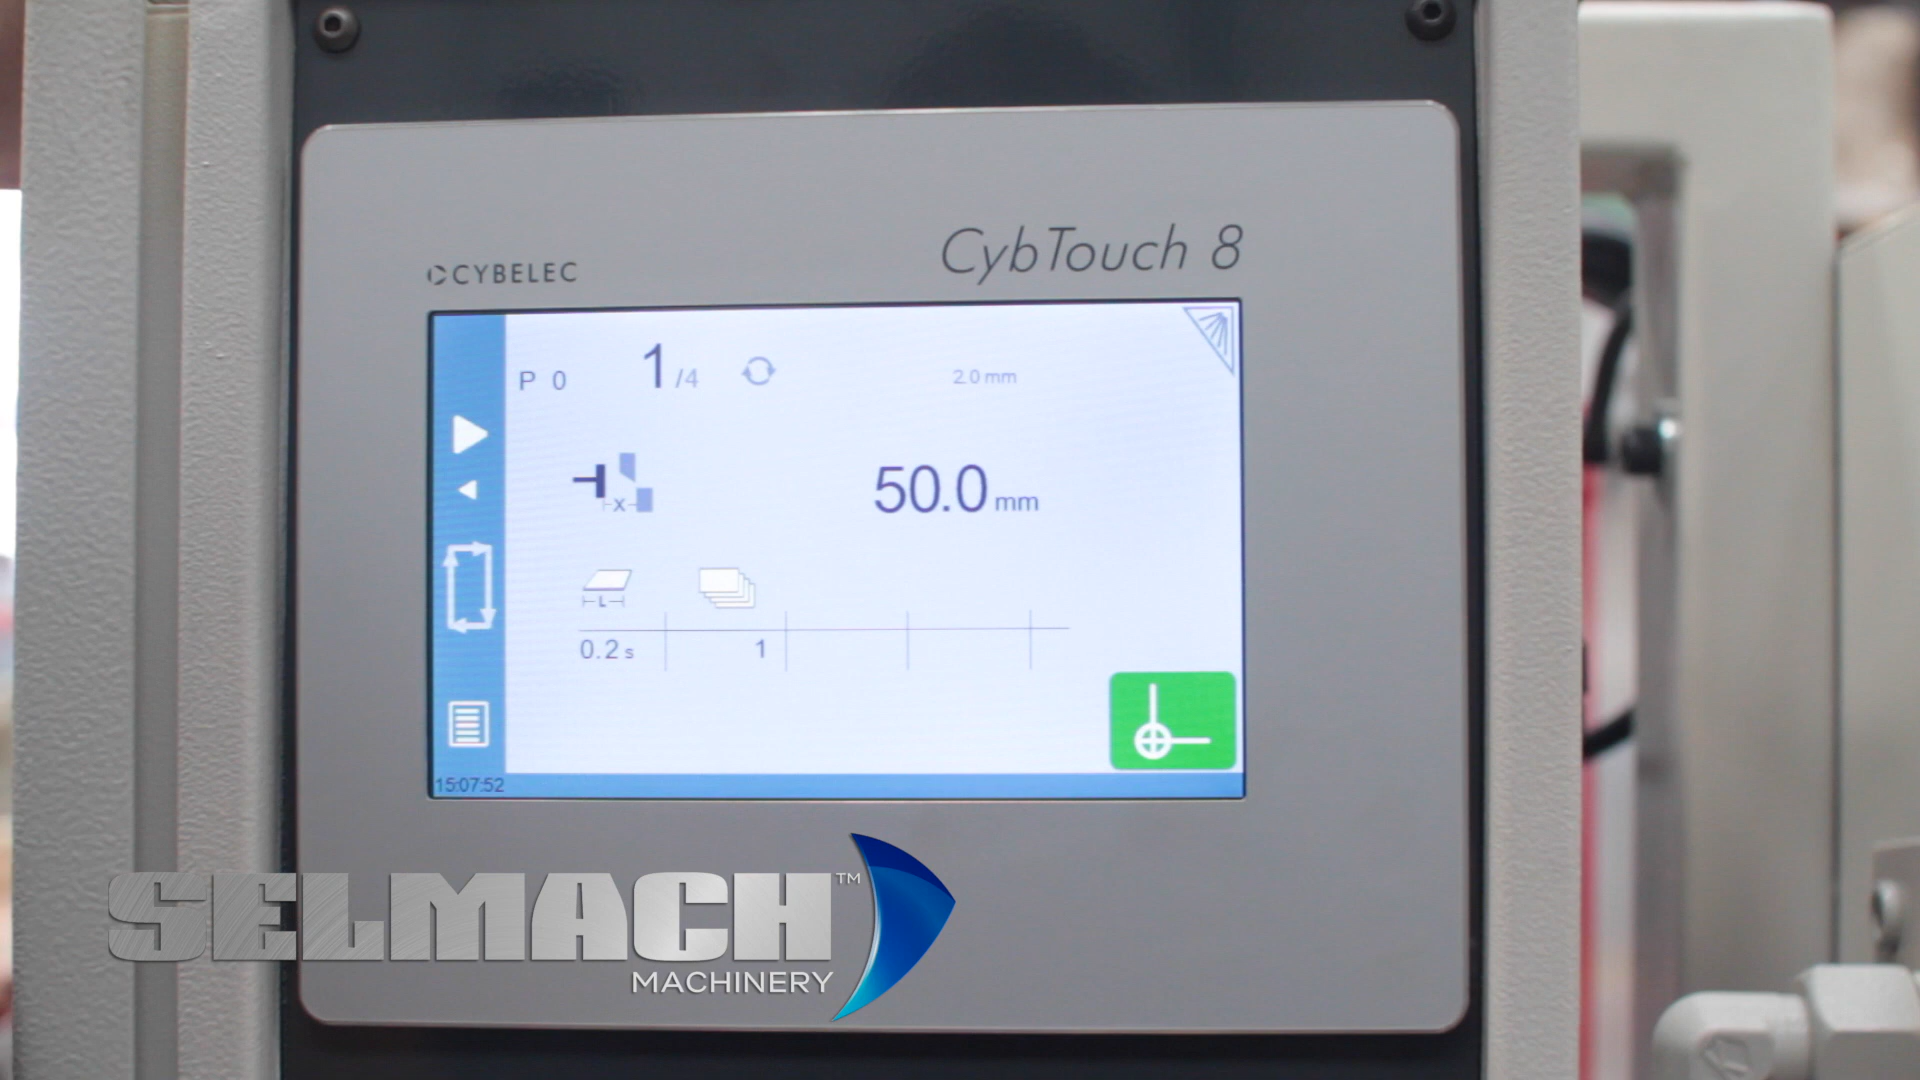 CYBELEC
CybTouch 8
P 0 1/4 2.0 mm
X
50.0 mm
L
0.2 s 1
15:07:52
SELMACH™
MACHINERY